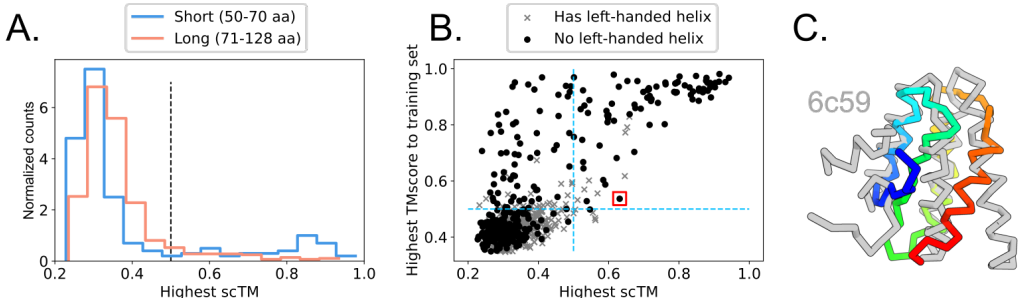 A.
Short (50-70 aa)
Long (71-128 aa)
Normalized counts
6
4
2
0
0.2
0.4
0.6
0.8
1.0
Highest scTM
B.
Has left-handed helix
No left-handed helix
Highest TMscore to training set
1.0
0.8
0.6
0.4
0.2
0.4
0.6
0.8
1.0
Highest scTM
C.
6c59